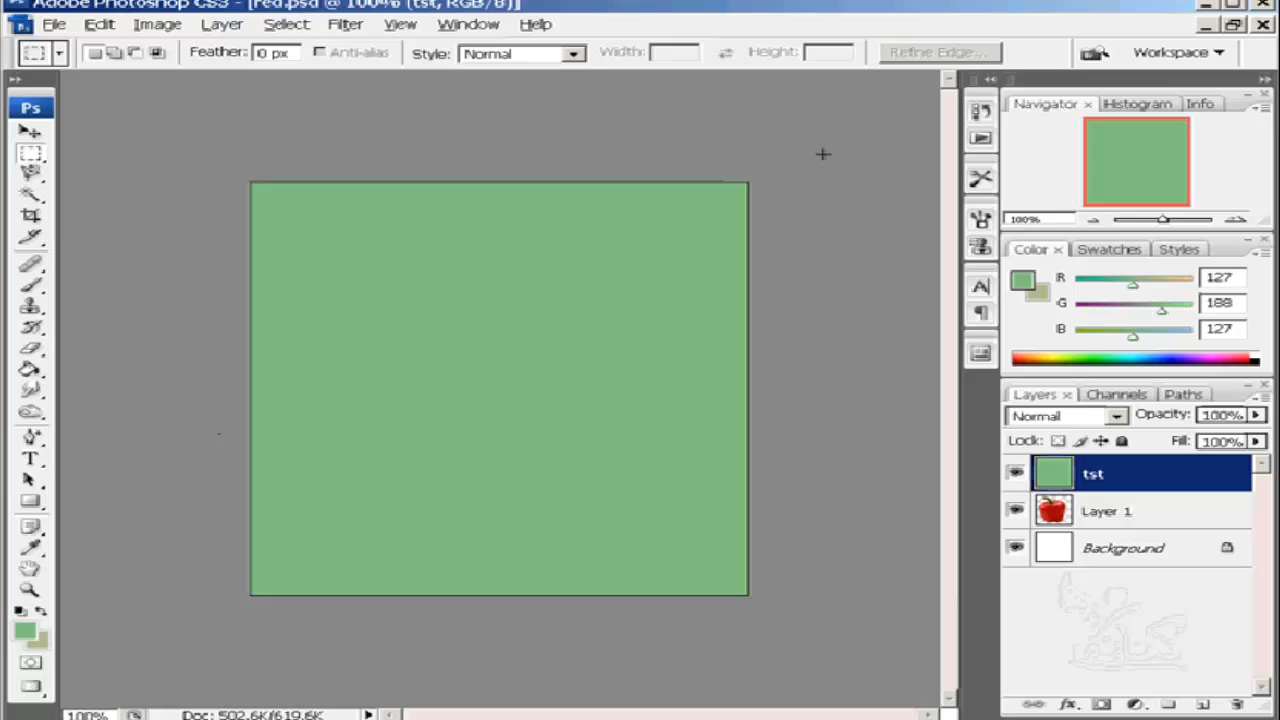 Adobe Photoshop CS3 - [red.psd @ 100% (tst, RGB/8)]
File Edit Image Layer Select Filter Analysis View Window Help
Feather: 0 px Anti-alias Style: Normal Width: Height: Refine Edge... Workspace
Ps
Navigator × Histogram Info
100%
Color × Swatches Styles
R 127
G 188
B 127
Layers × Channels Paths
Normal Opacity: 100%
Lock: Fill: 100%
tst
Layer 1
Background
100% Doc: 502.6K/619.6K